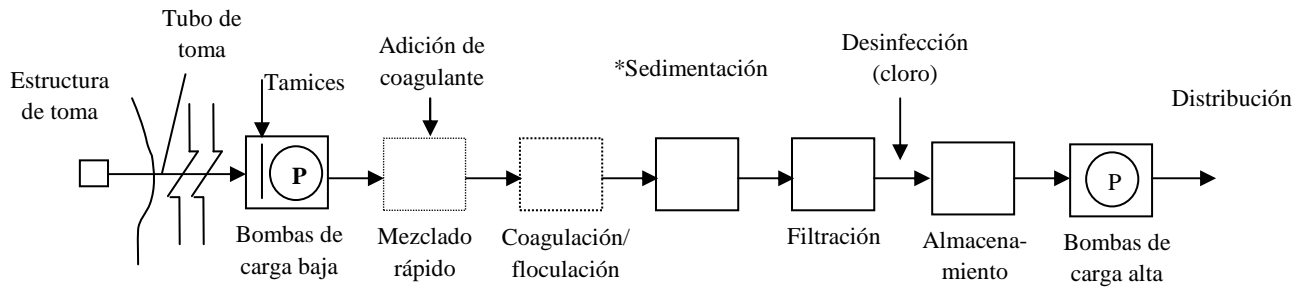 Estructura
de toma
Tubo de
toma
Tamices
P
Bombas de
carga baja
Adición de
coagulante
Mezclado
rápido
Coagulación/
floculación
*Sedimentación
Filtración
Desinfección
(cloro)
Almacena-
miento
P
Bombas de
carga alta
Distribución